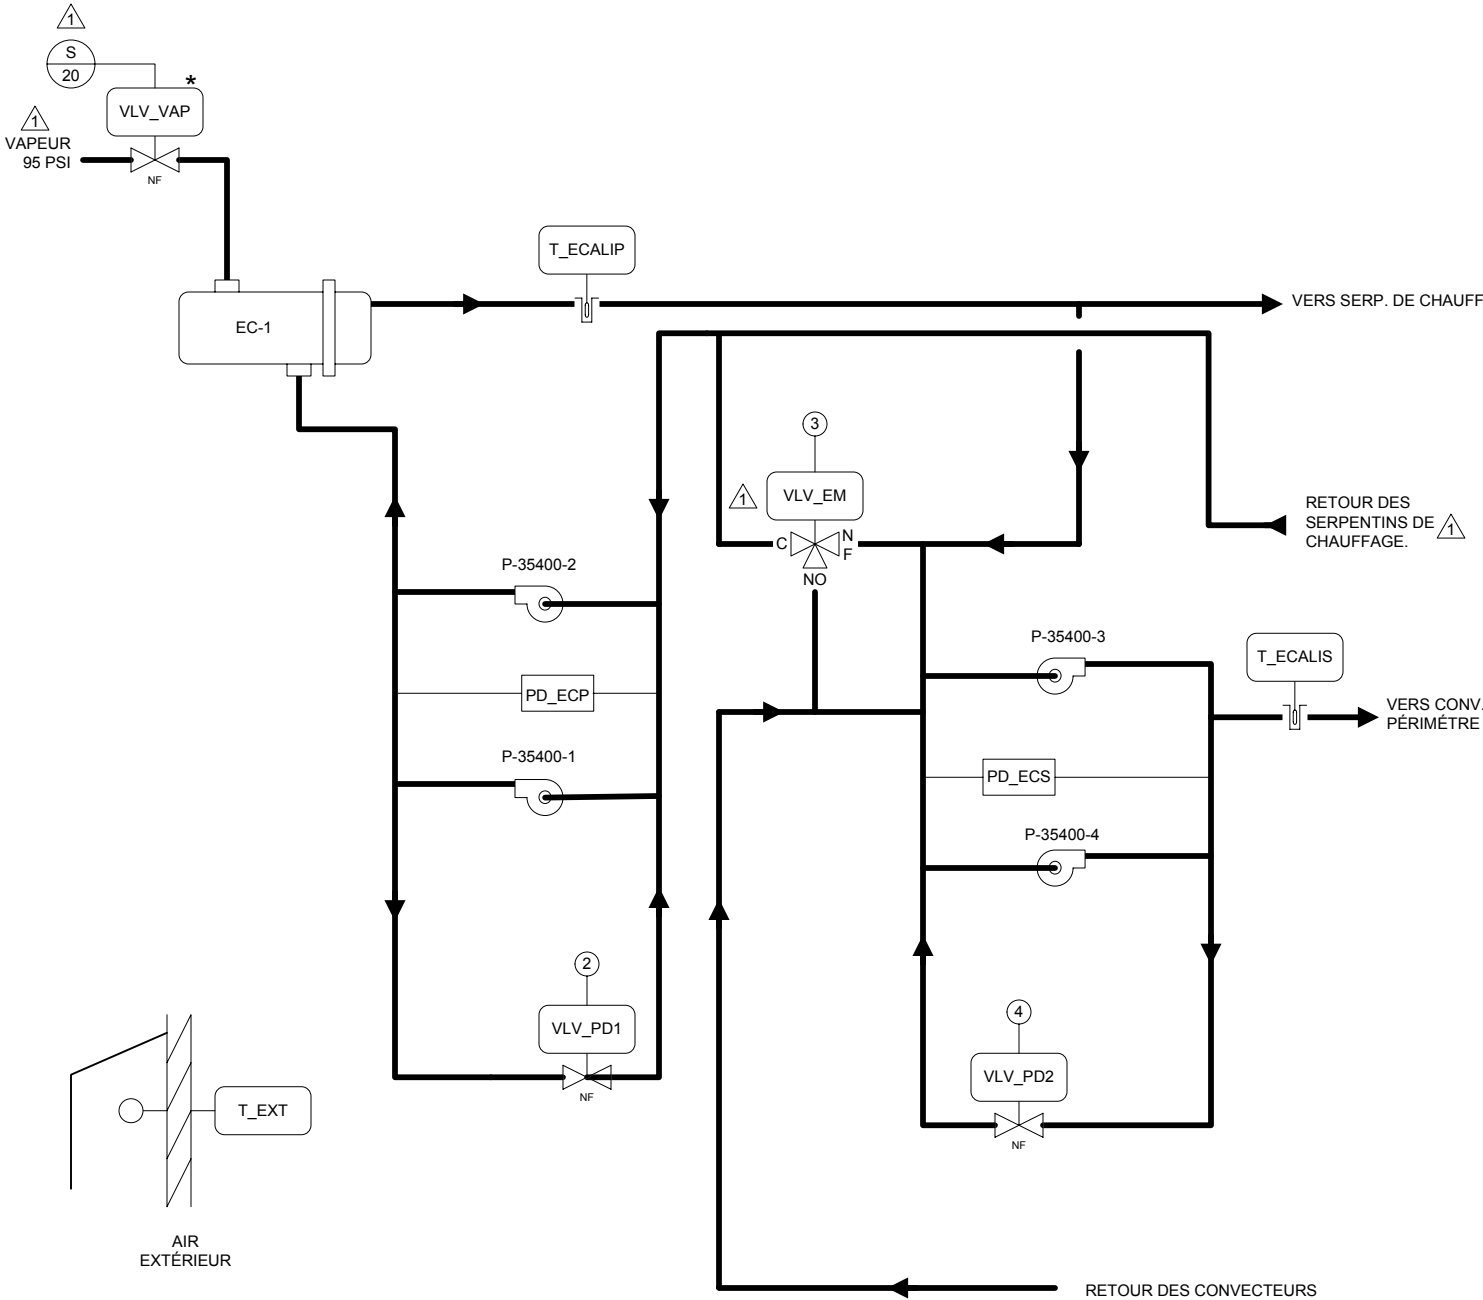 1
S
20
*
VLV_VAP
1
VAPEUR
95 PSI
NF
T_ECALIP
VERS SERP. DE CHAUFF
EC-1
3
VLV_EM
1
C
N
F
NO
RETOUR DES
SERPENTINS DE
CHAUFFAGE.
1
P-35400-2
P-35400-3
T_ECALIS
PD_ECP
VERS CONV.
PÉRIMÉTRE
P-35400-1
PD_ECS
P-35400-4
2
VLV_PD1
NF
4
VLV_PD2
NF
T_EXT
AIR
EXTÉRIEUR
RETOUR DES CONVECTEURS